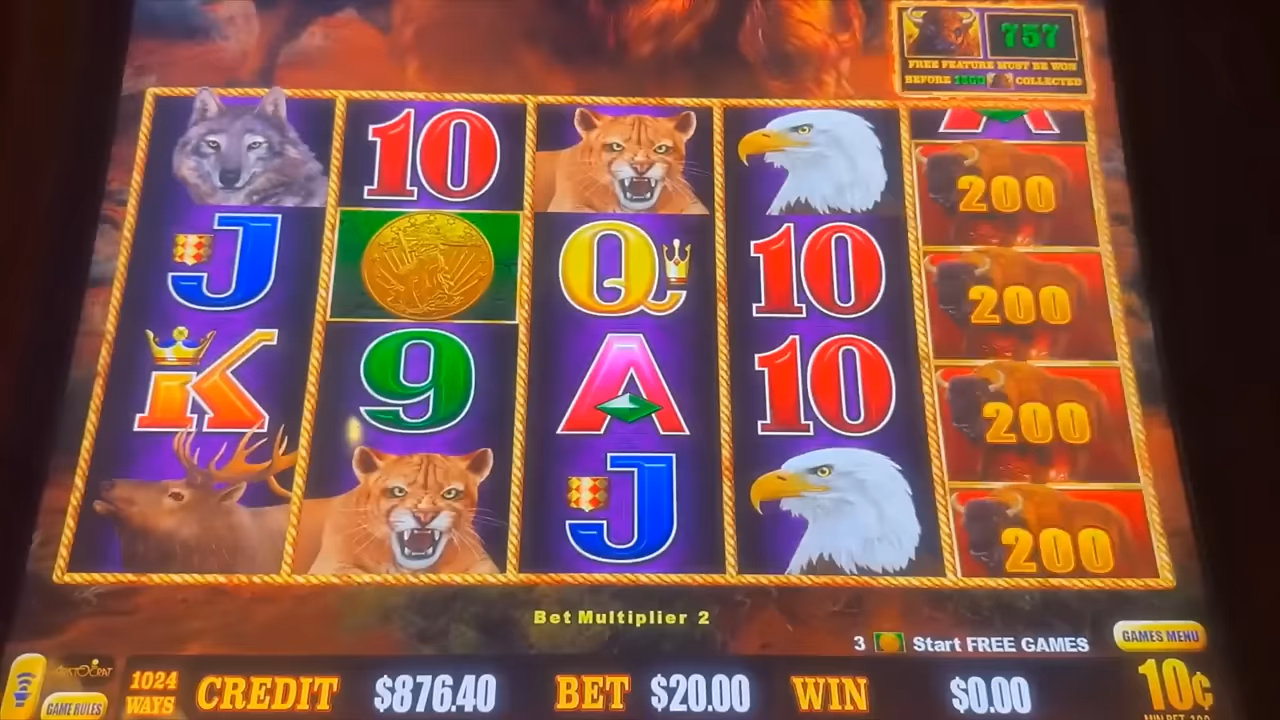 757
FREE FEATURE MUST BE WON
BEFORE COLLECTED
10
200
J
Q
10
200
K
9
A
10
200
J
200
Bet Multiplier 2
3 Start FREE GAMES
GAMES MENU
ARISTOCRAT
GAME RULES
1024
WAYS
CREDIT $876.40
BET $20.00
WIN $0.00
10¢